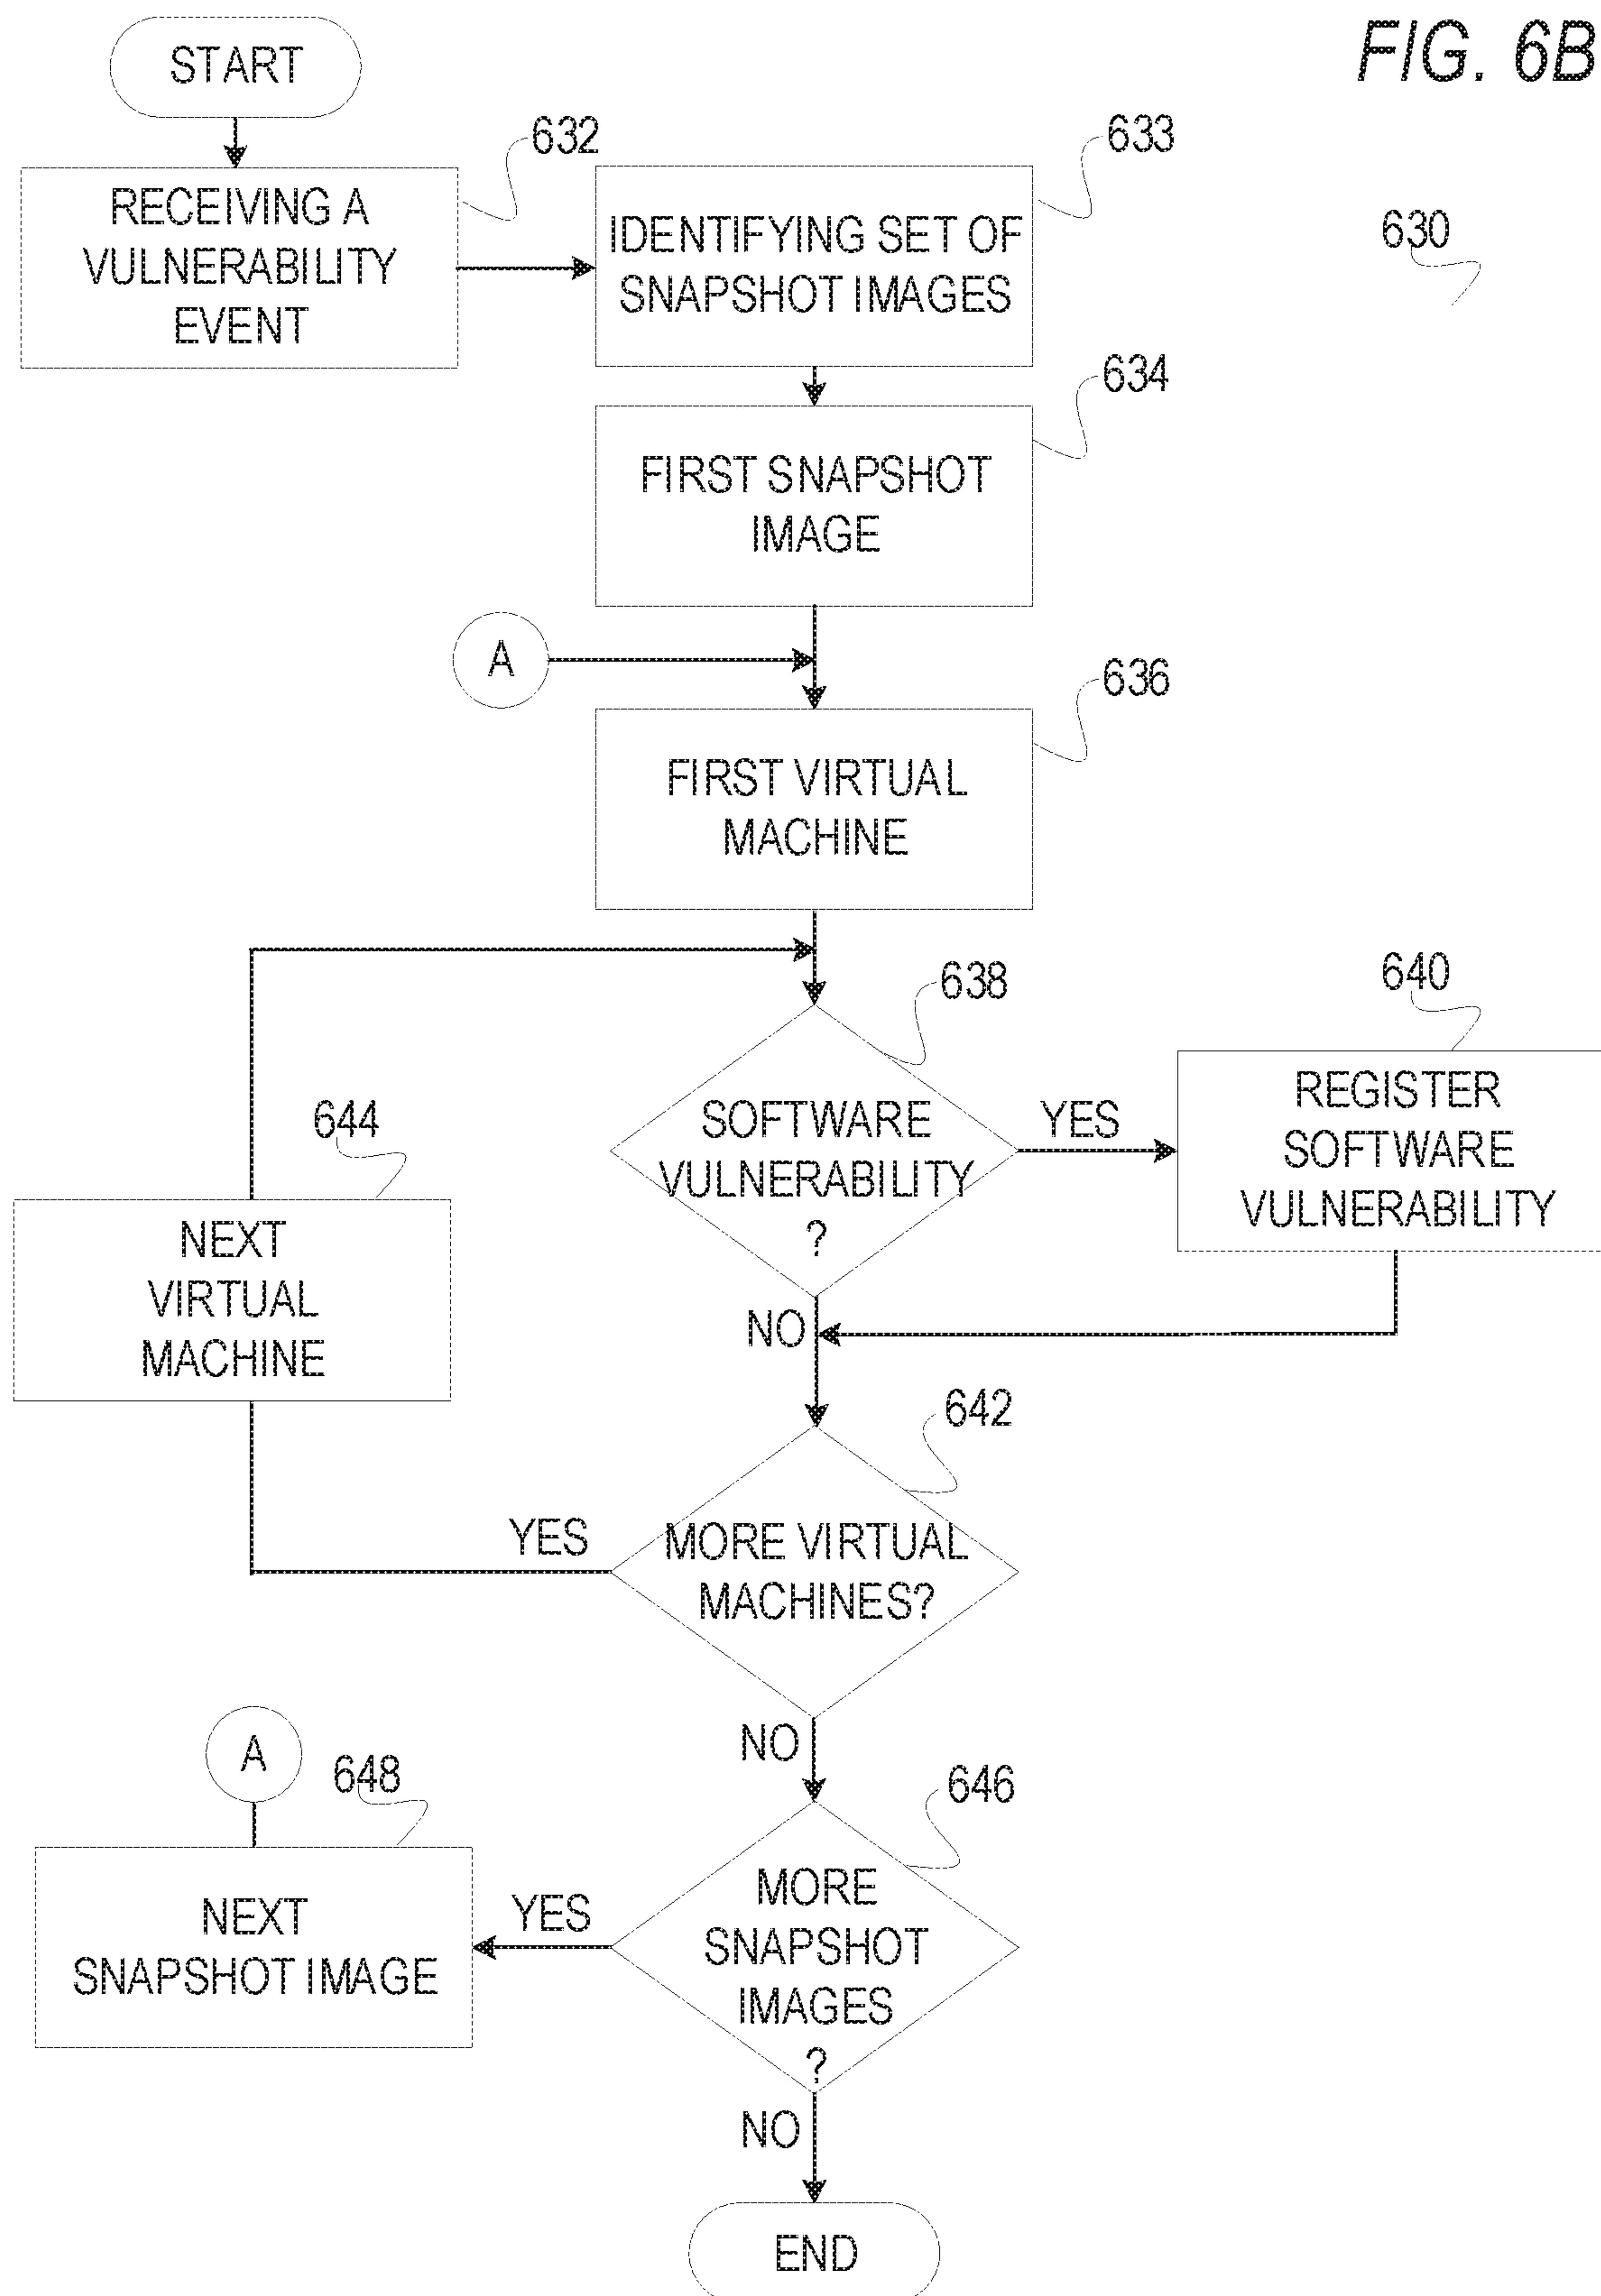 FIG. 6B
START
632
RECEIVING A
VULNERABILITY
EVENT
633
IDENTIFYING SET OF
SNAPSHOT IMAGES
630
634
FIRST SNAPSHOT
IMAGE
A
636
FIRST VIRTUAL
MACHINE
638
SOFTWARE
VULNERABILITY
?
YES
640
REGISTER
SOFTWARE
VULNERABILITY
644
NEXT
VIRTUAL
MACHINE
NO
642
MORE VIRTUAL
MACHINES?
YES
NO
A
648
646
MORE
SNAPSHOT
IMAGES
?
YES
NEXT
SNAPSHOT IMAGE
NO
END